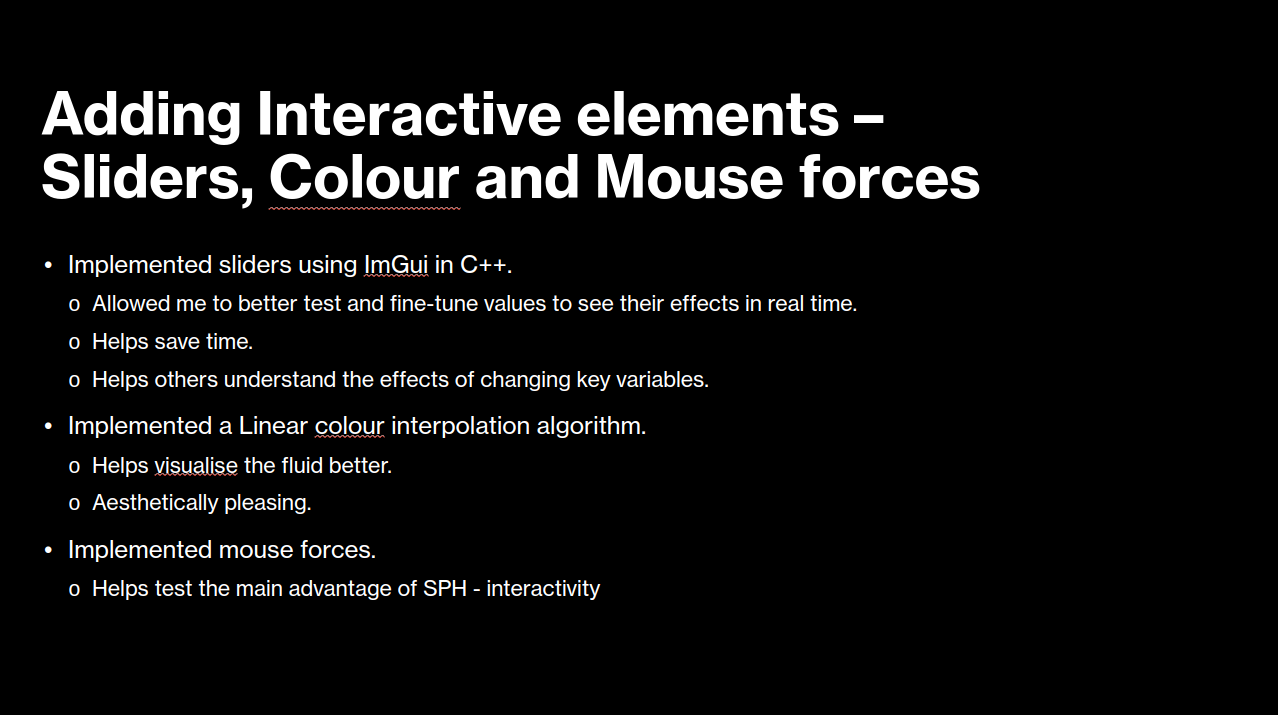 Adding Interactive elements –
Sliders, Colour and Mouse forces
• Implemented sliders using ImGui in C++.
o Allowed me to better test and fine-tune values to see their effects in real time.
o Helps save time.
o Helps others understand the effects of changing key variables.
• Implemented a Linear colour interpolation algorithm.
o Helps visualise the fluid better.
o Aesthetically pleasing.
• Implemented mouse forces.
o Helps test the main advantage of SPH - interactivity